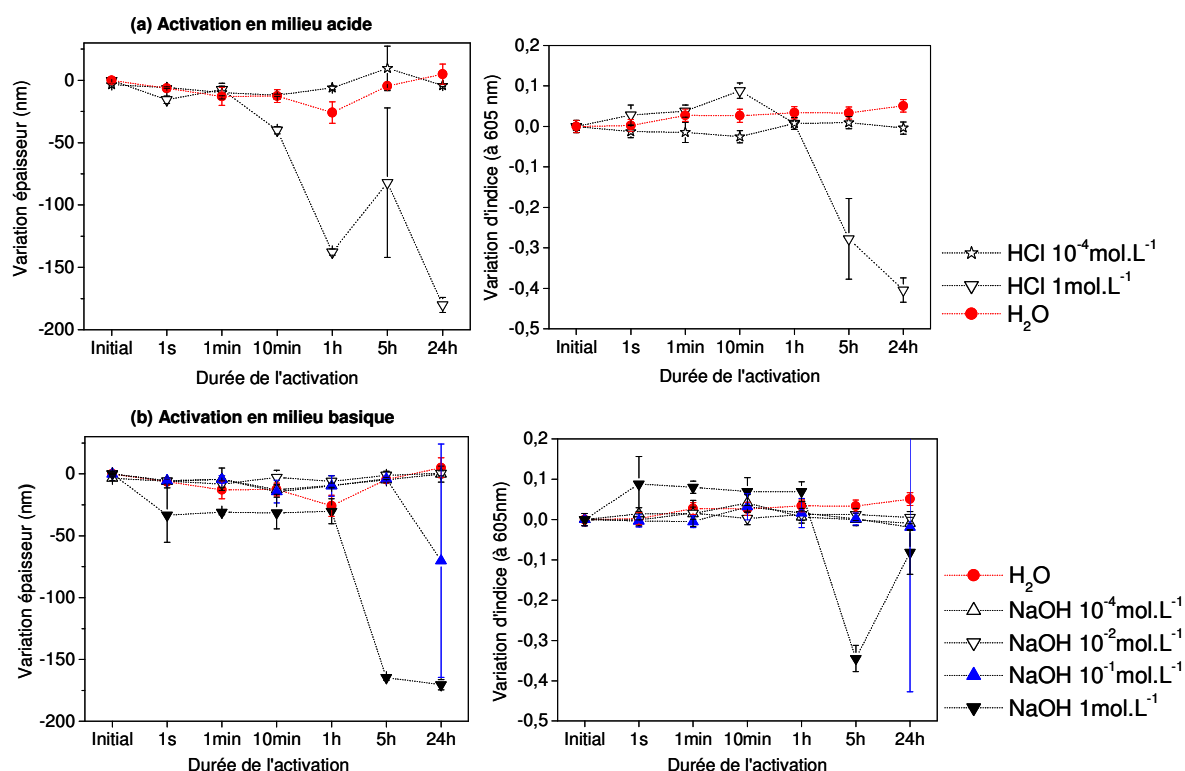 (a) Activation en milieu acide
Variation épaisseur (nm)
0
-50
-100
-150
-200
Initial 1s 1min 10min 1h 5h 24h
Durée de l'activation
Variation d'indice (à 605 nm)
0,2
0,1
0,0
-0,1
-0,2
-0,3
-0,4
-0,5
Initial 1s 1min 10min 1h 5h 24h
Durée de l'activation
HCl 10⁻⁴mol.L⁻¹
HCl 1mol.L⁻¹
H₂O
(b) Activation en milieu basique
Variation épaisseur (nm)
0
-50
-100
-150
-200
Initial 1s 1min 10min 1h 5h 24h
Durée de l'activation
Variation d'indice (à 605nm)
0,2
0,1
0,0
-0,1
-0,2
-0,3
-0,4
-0,5
Initial 1s 1min 10min 1h 5h 24h
Durée de l'activation
H₂O
NaOH 10⁻⁴mol.L⁻¹
NaOH 10⁻²mol.L⁻¹
NaOH 10⁻¹mol.L⁻¹
NaOH 1mol.L⁻¹